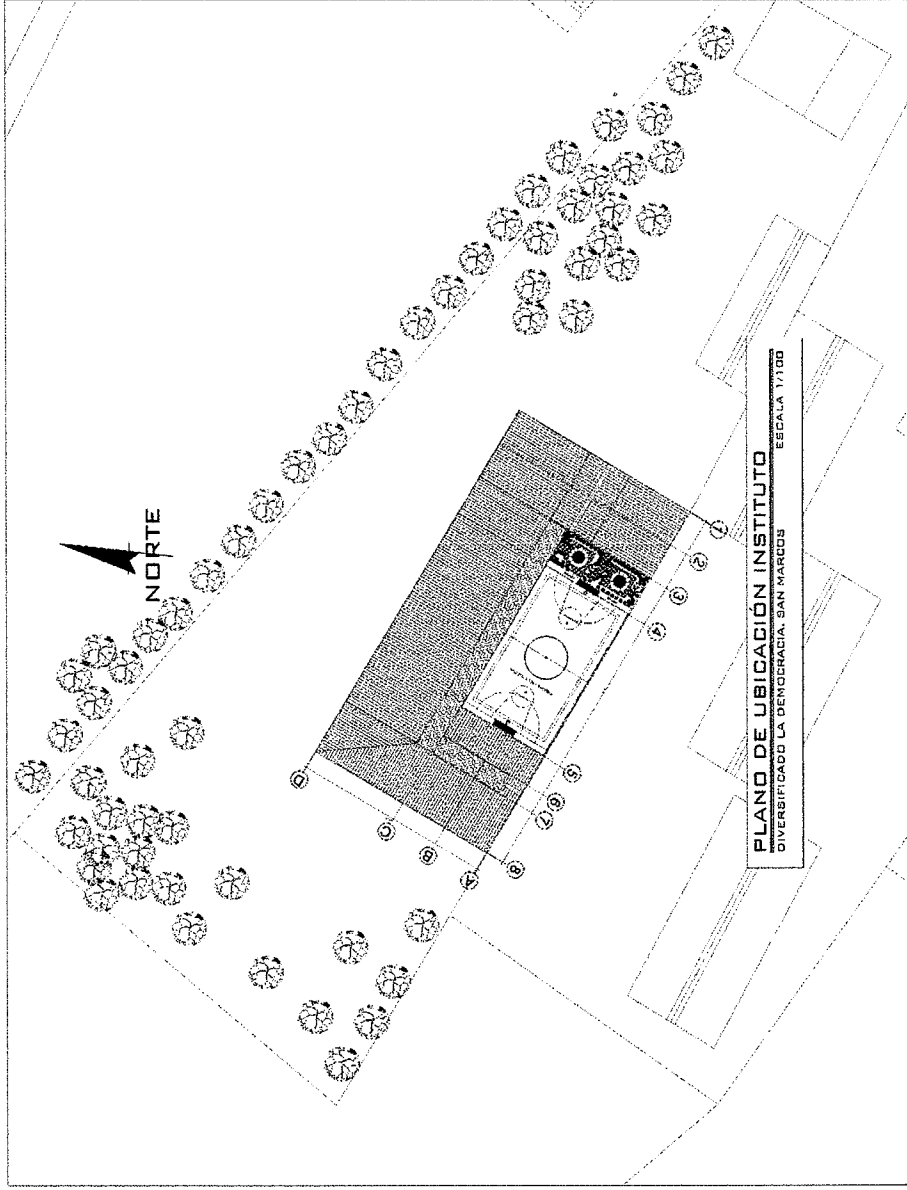 NORTE
D
C
B
A
8
7
6
5
4
3
2
1
PLANO DE UBICACIÓN INSTITUTO
DIVERSIFICADO LA DEMOCRACIA, SAN MARCOS
ESCALA 1/100